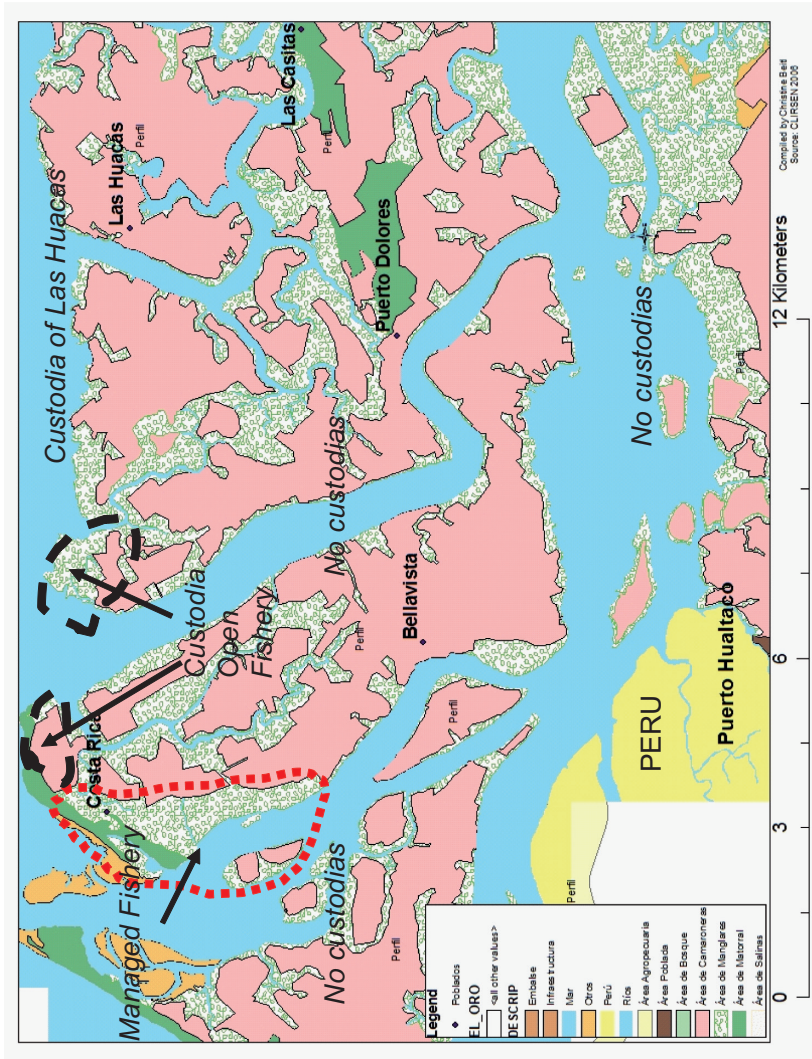 Custodia of Las Huacas
Las Huacas
Perfil
Las Casitas
Perfil
Puerto Dolores
No custodias
No custodias
Perfil
Custodia
Open
Fishery
Perfil
Bellavista
Perfil
Costa Rica
Managed Fishery
No custodias
Perfil
Perfil
PERU
Puerto Hualtaco
Legend
Poblados
EL_ORO
<all other values>
DESCRIP
Embalse
Infraestructura
Mar
Otros
Perú
Ríos
Área Agropecuaria
Área Poblada
Área de Bosque
Área de Camaroneras
Área de Manglares
Área de Matorral
Área de Salinas
0
3
6
12 Kilometers
Compiled by Christine Beitl
Source: CLIRSEN 2006